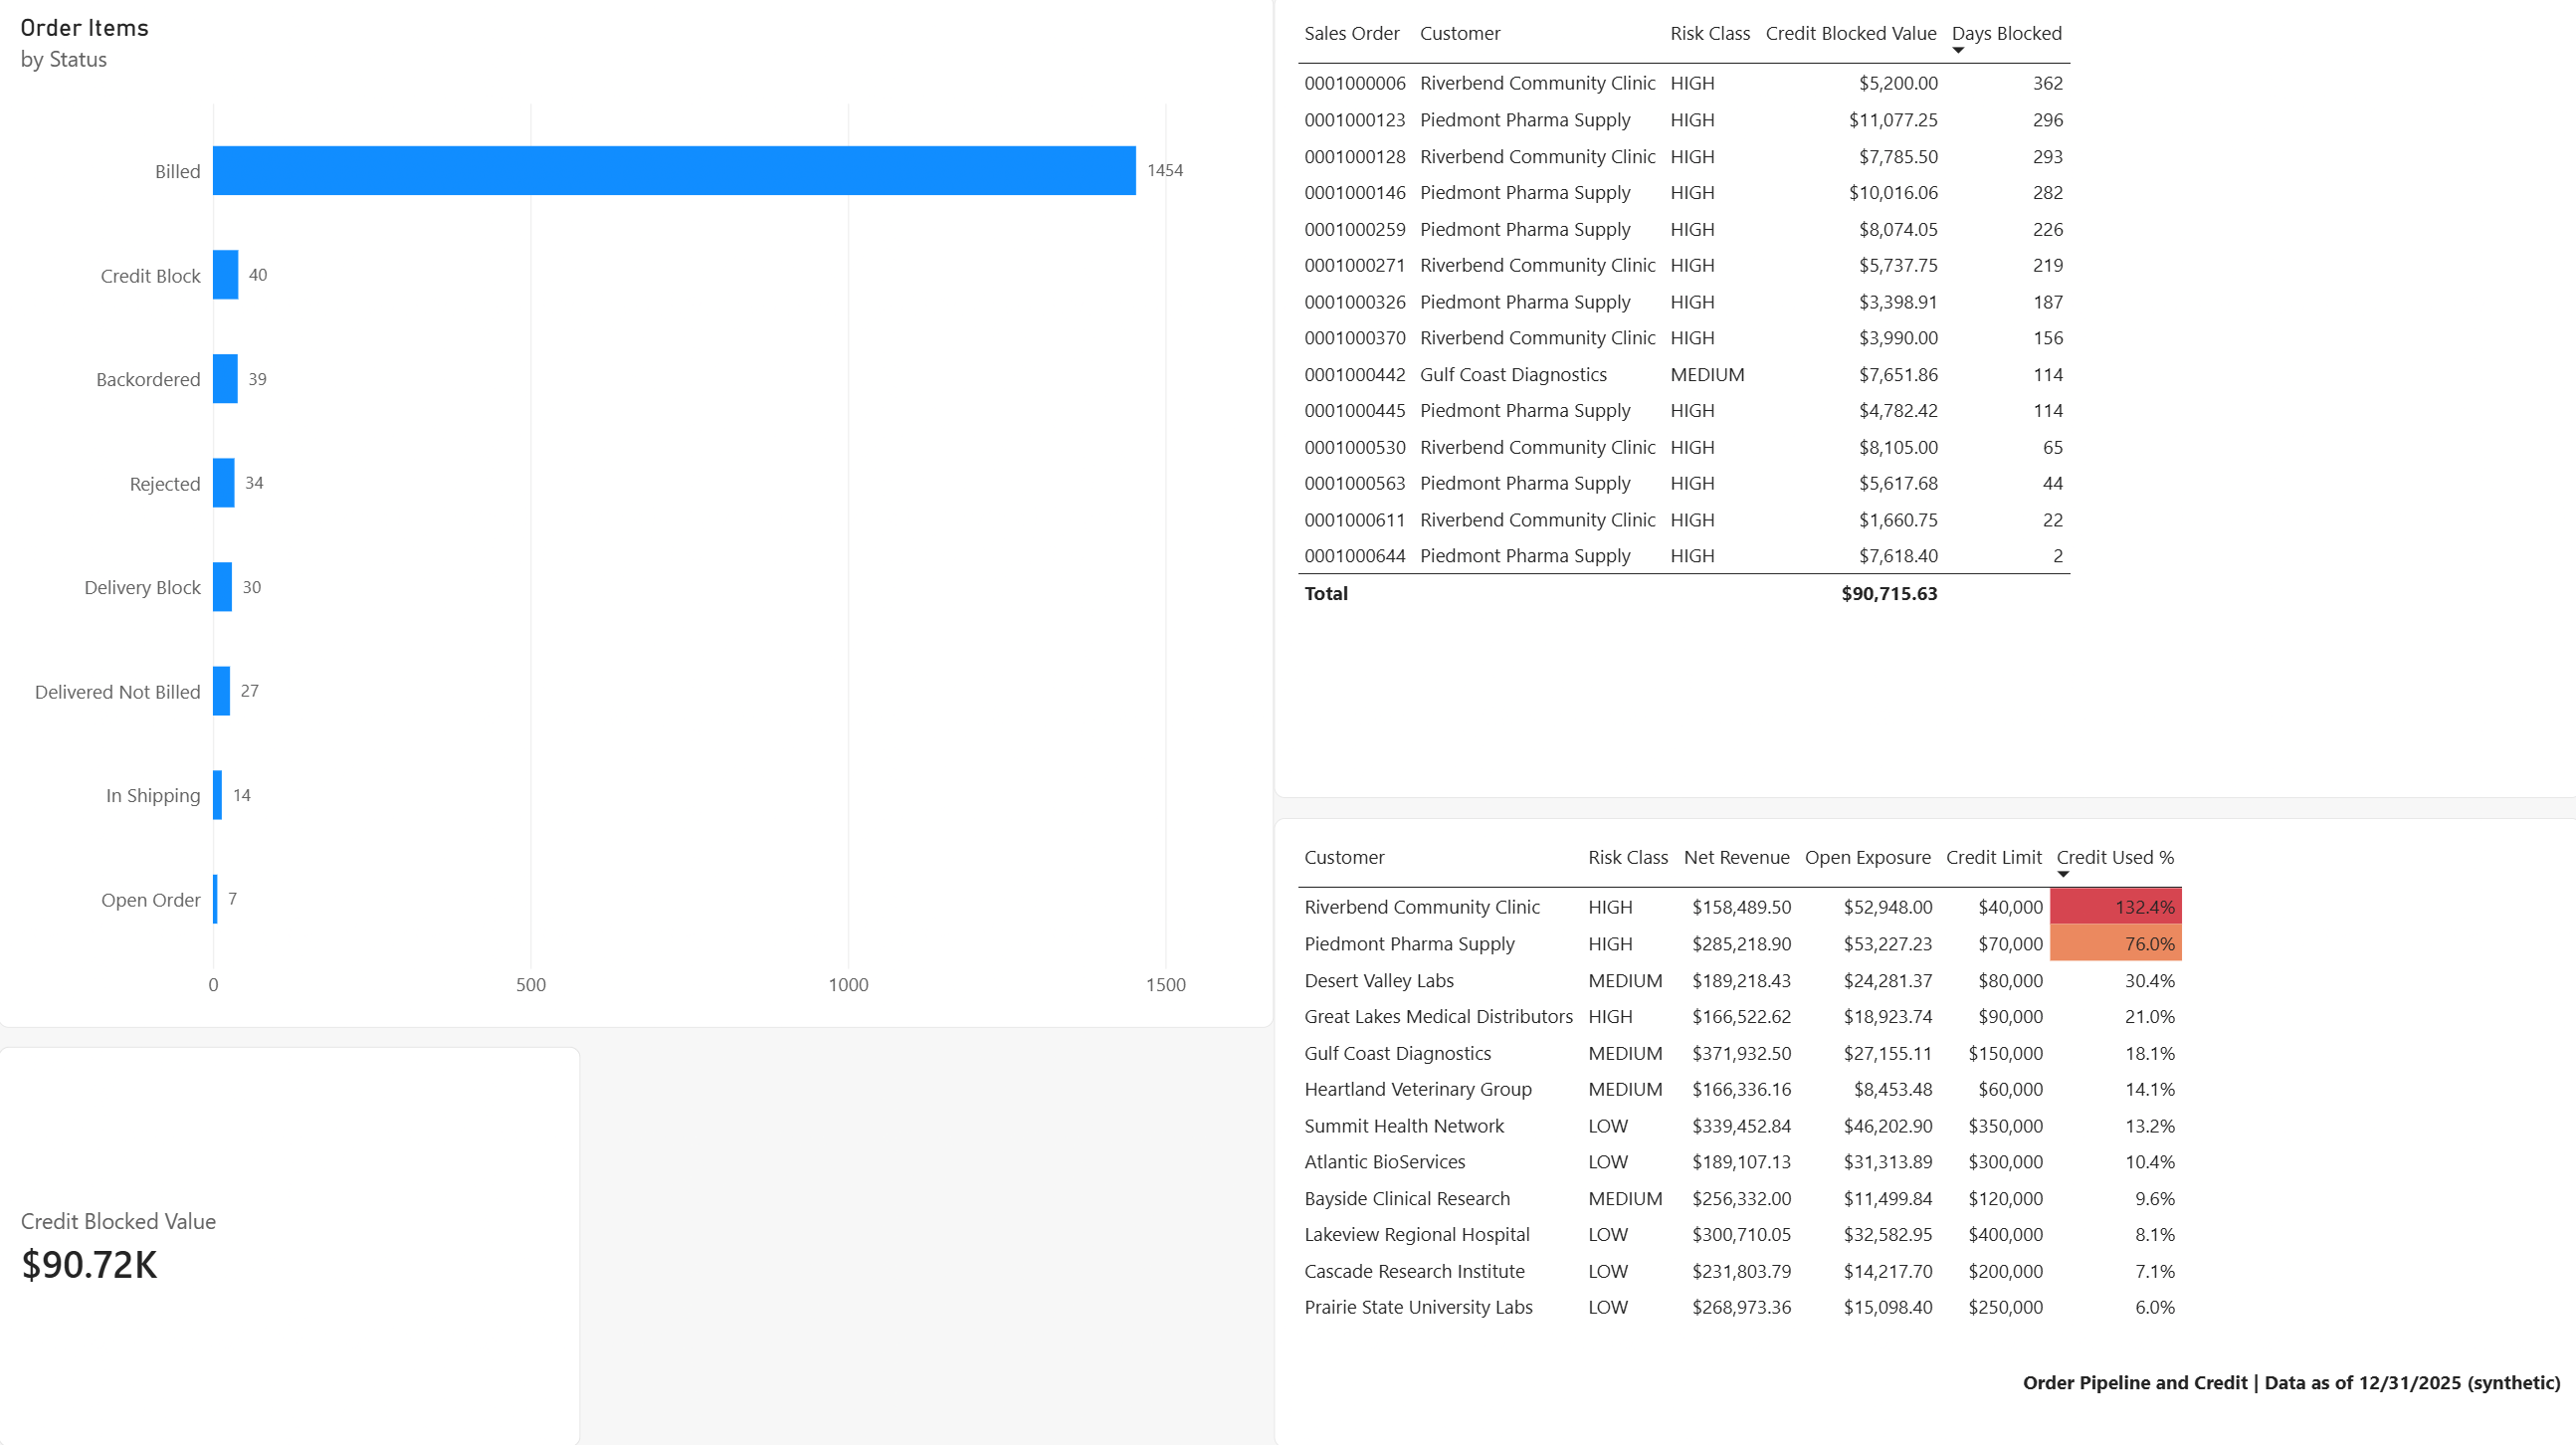 Order Items
by Status
Billed 1454
Credit Block 40
Backordered 39
Rejected 34
Delivery Block 30
Delivered Not Billed 27
In Shipping 14
Open Order 7
0 500 1000 1500
Credit Blocked Value
$90.72K
Sales Order Customer Risk Class Credit Blocked Value Days Blocked
0001000006 Riverbend Community Clinic HIGH $5,200.00 362
0001000123 Piedmont Pharma Supply HIGH $11,077.25 296
0001000128 Riverbend Community Clinic HIGH $7,785.50 293
0001000146 Piedmont Pharma Supply HIGH $10,016.06 282
0001000259 Piedmont Pharma Supply HIGH $8,074.05 226
0001000271 Riverbend Community Clinic HIGH $5,737.75 219
0001000326 Piedmont Pharma Supply HIGH $3,398.91 187
0001000370 Riverbend Community Clinic HIGH $3,990.00 156
0001000442 Gulf Coast Diagnostics MEDIUM $7,651.86 114
0001000445 Piedmont Pharma Supply HIGH $4,782.42 114
0001000530 Riverbend Community Clinic HIGH $8,105.00 65
0001000563 Piedmont Pharma Supply HIGH $5,617.68 44
0001000611 Riverbend Community Clinic HIGH $1,660.75 22
0001000644 Piedmont Pharma Supply HIGH $7,618.40 2
Total $90,715.63
Customer Risk Class Net Revenue Open Exposure Credit Limit Credit Used %
Riverbend Community Clinic HIGH $158,489.50 $52,948.00 $40,000 132.4%
Piedmont Pharma Supply HIGH $285,218.90 $53,227.23 $70,000 76.0%
Desert Valley Labs MEDIUM $189,218.43 $24,281.37 $80,000 30.4%
Great Lakes Medical Distributors HIGH $166,522.62 $18,923.74 $90,000 21.0%
Gulf Coast Diagnostics MEDIUM $371,932.50 $27,155.11 $150,000 18.1%
Heartland Veterinary Group MEDIUM $166,336.16 $8,453.48 $60,000 14.1%
Summit Health Network LOW $339,452.84 $46,202.90 $350,000 13.2%
Atlantic BioServices LOW $189,107.13 $31,313.89 $300,000 10.4%
Bayside Clinical Research MEDIUM $256,332.00 $11,499.84 $120,000 9.6%
Lakeview Regional Hospital LOW $300,710.05 $32,582.95 $400,000 8.1%
Cascade Research Institute LOW $231,803.79 $14,217.70 $200,000 7.1%
Prairie State University Labs LOW $268,973.36 $15,098.40 $250,000 6.0%
Order Pipeline and Credit | Data as of 12/31/2025 (synthetic)